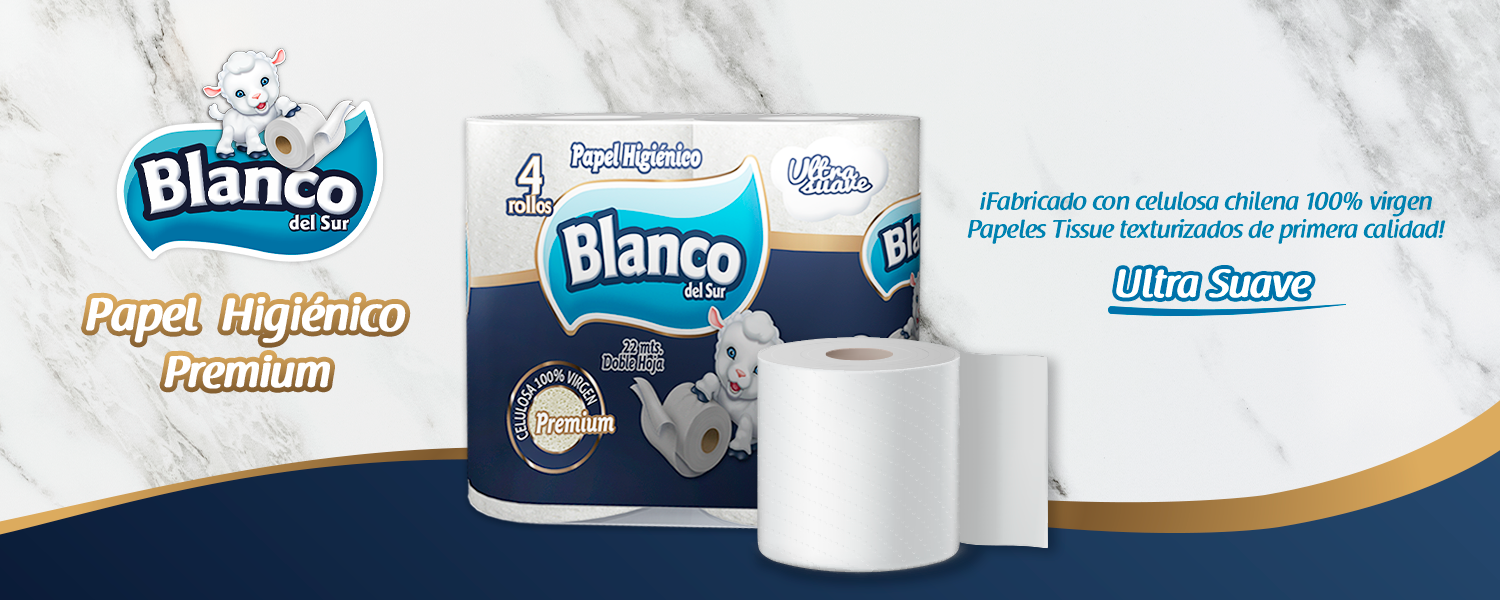 Blanco
del Sur
Papel Higiénico
Premium
4
rollos
Papel Higiénico
Ultra
suave
Blanco
del Sur
22 mts.
Doble Hoja
CELULOSA 100% VIRGEN
Premium
Bla
¡Fabricado con celulosa chilena 100% virgen
Papeles Tissue texturizados de primera calidad!
Ultra Suave